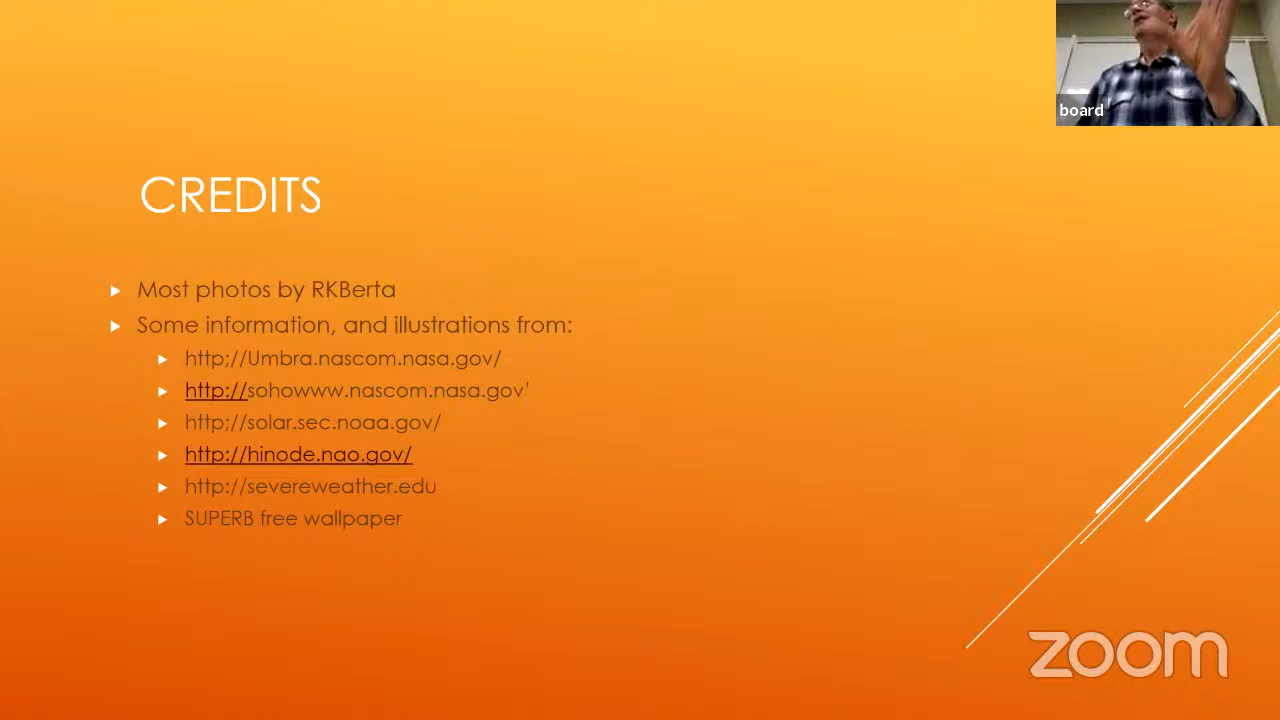 board
CREDITS
Most photos by RKBerta
Some information, and illustrations from:
http;//Umbra.nascom.nasa.gov/
http://sohowww.nascom.nasa.gov'
http;//solar.sec.noaa.gov/
http://hinode.nao.gov/
http://severeweather.edu
SUPERB free wallpaper
zoom